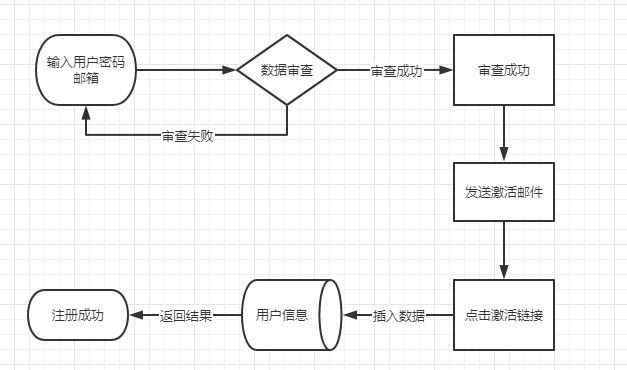 输入用户密码
邮箱
数据审查
审查成功
审查成功
审查失败
发送激活邮件
点击激活链接
插入数据
用户信息
返回结果
注册成功